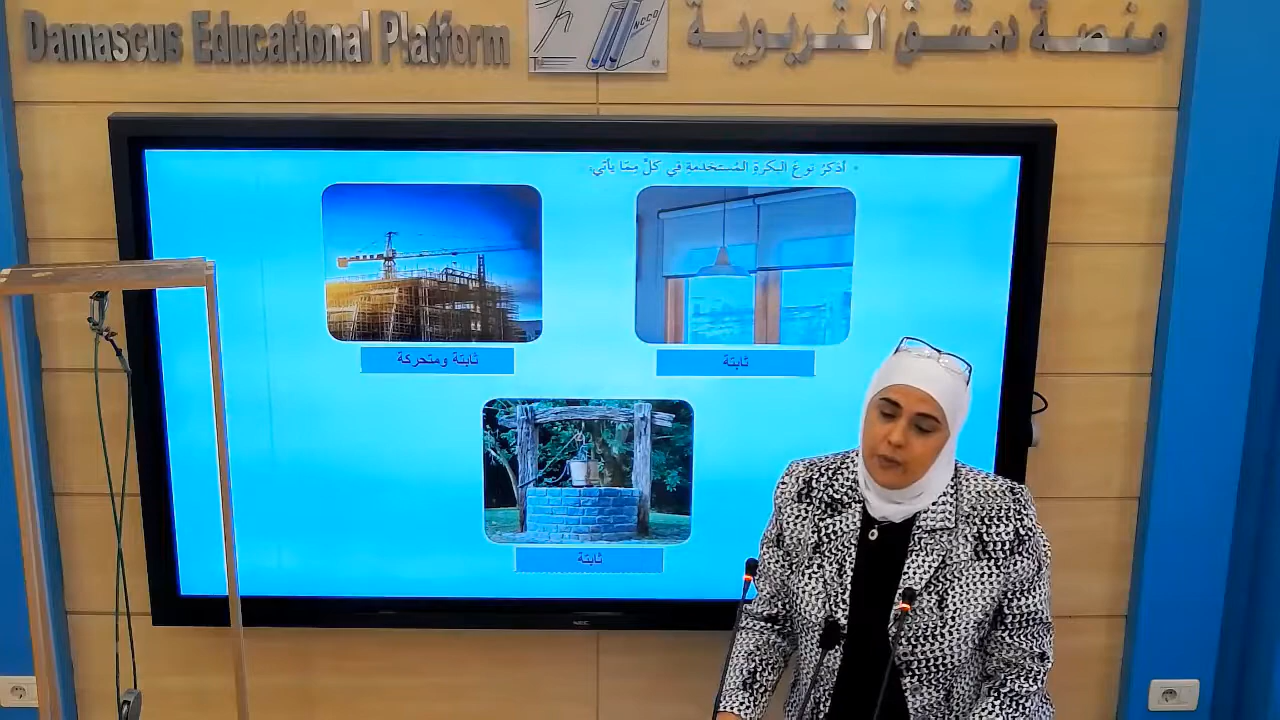 Damascus Educational Platform
NCCD
منصة دمشق التربوية
• أذكرُ نوعَ البكرةِ المُستخدمةِ في كلٍّ مِمّا يأتي.
ثابتة
ثابتة ومتحركة
ثابتة
NEC